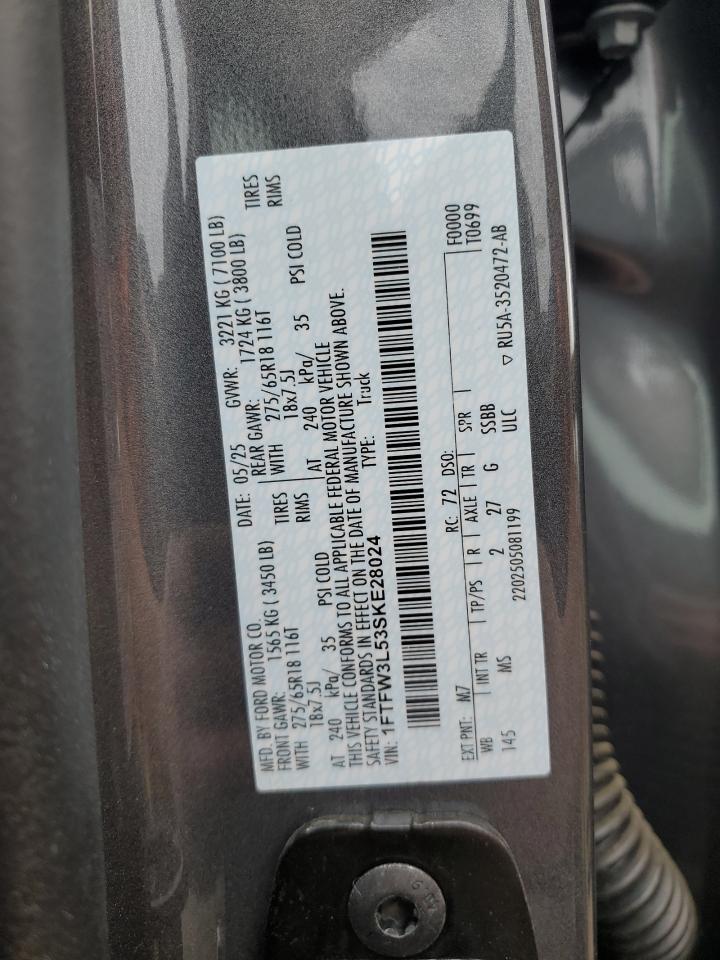 MFD. BY FORD MOTOR CO.
DATE: 05/25 GVWR: 3221 KG ( 7100 LB)
FRONT GAWR: 1565 KG ( 3450 LB) REAR GAWR: 1724 KG ( 3800 LB)
WITH 275/65R18 116T TIRES WITH 275/65R18 116T TIRES
18x7.5J RIMS 18x7.5J RIMS
AT 240 kPa/ 35 PSI COLD AT 240 kPa/ 35 PSI COLD
THIS VEHICLE CONFORMS TO ALL APPLICABLE FEDERAL MOTOR VEHICLE
SAFETY STANDARDS IN EFFECT ON THE DATE OF MANUFACTURE SHOWN ABOVE.
VIN: 1FTFW3L53SKE28024 TYPE: Truck
EXT PNT: M7 RC: 72 DSO: F0000
WB INT TR TP/PS R AXLE TR SPR T0699
145 MS 2 27 G SSBB
2202505081199 ULC ▽ RU5A-3520472-AB